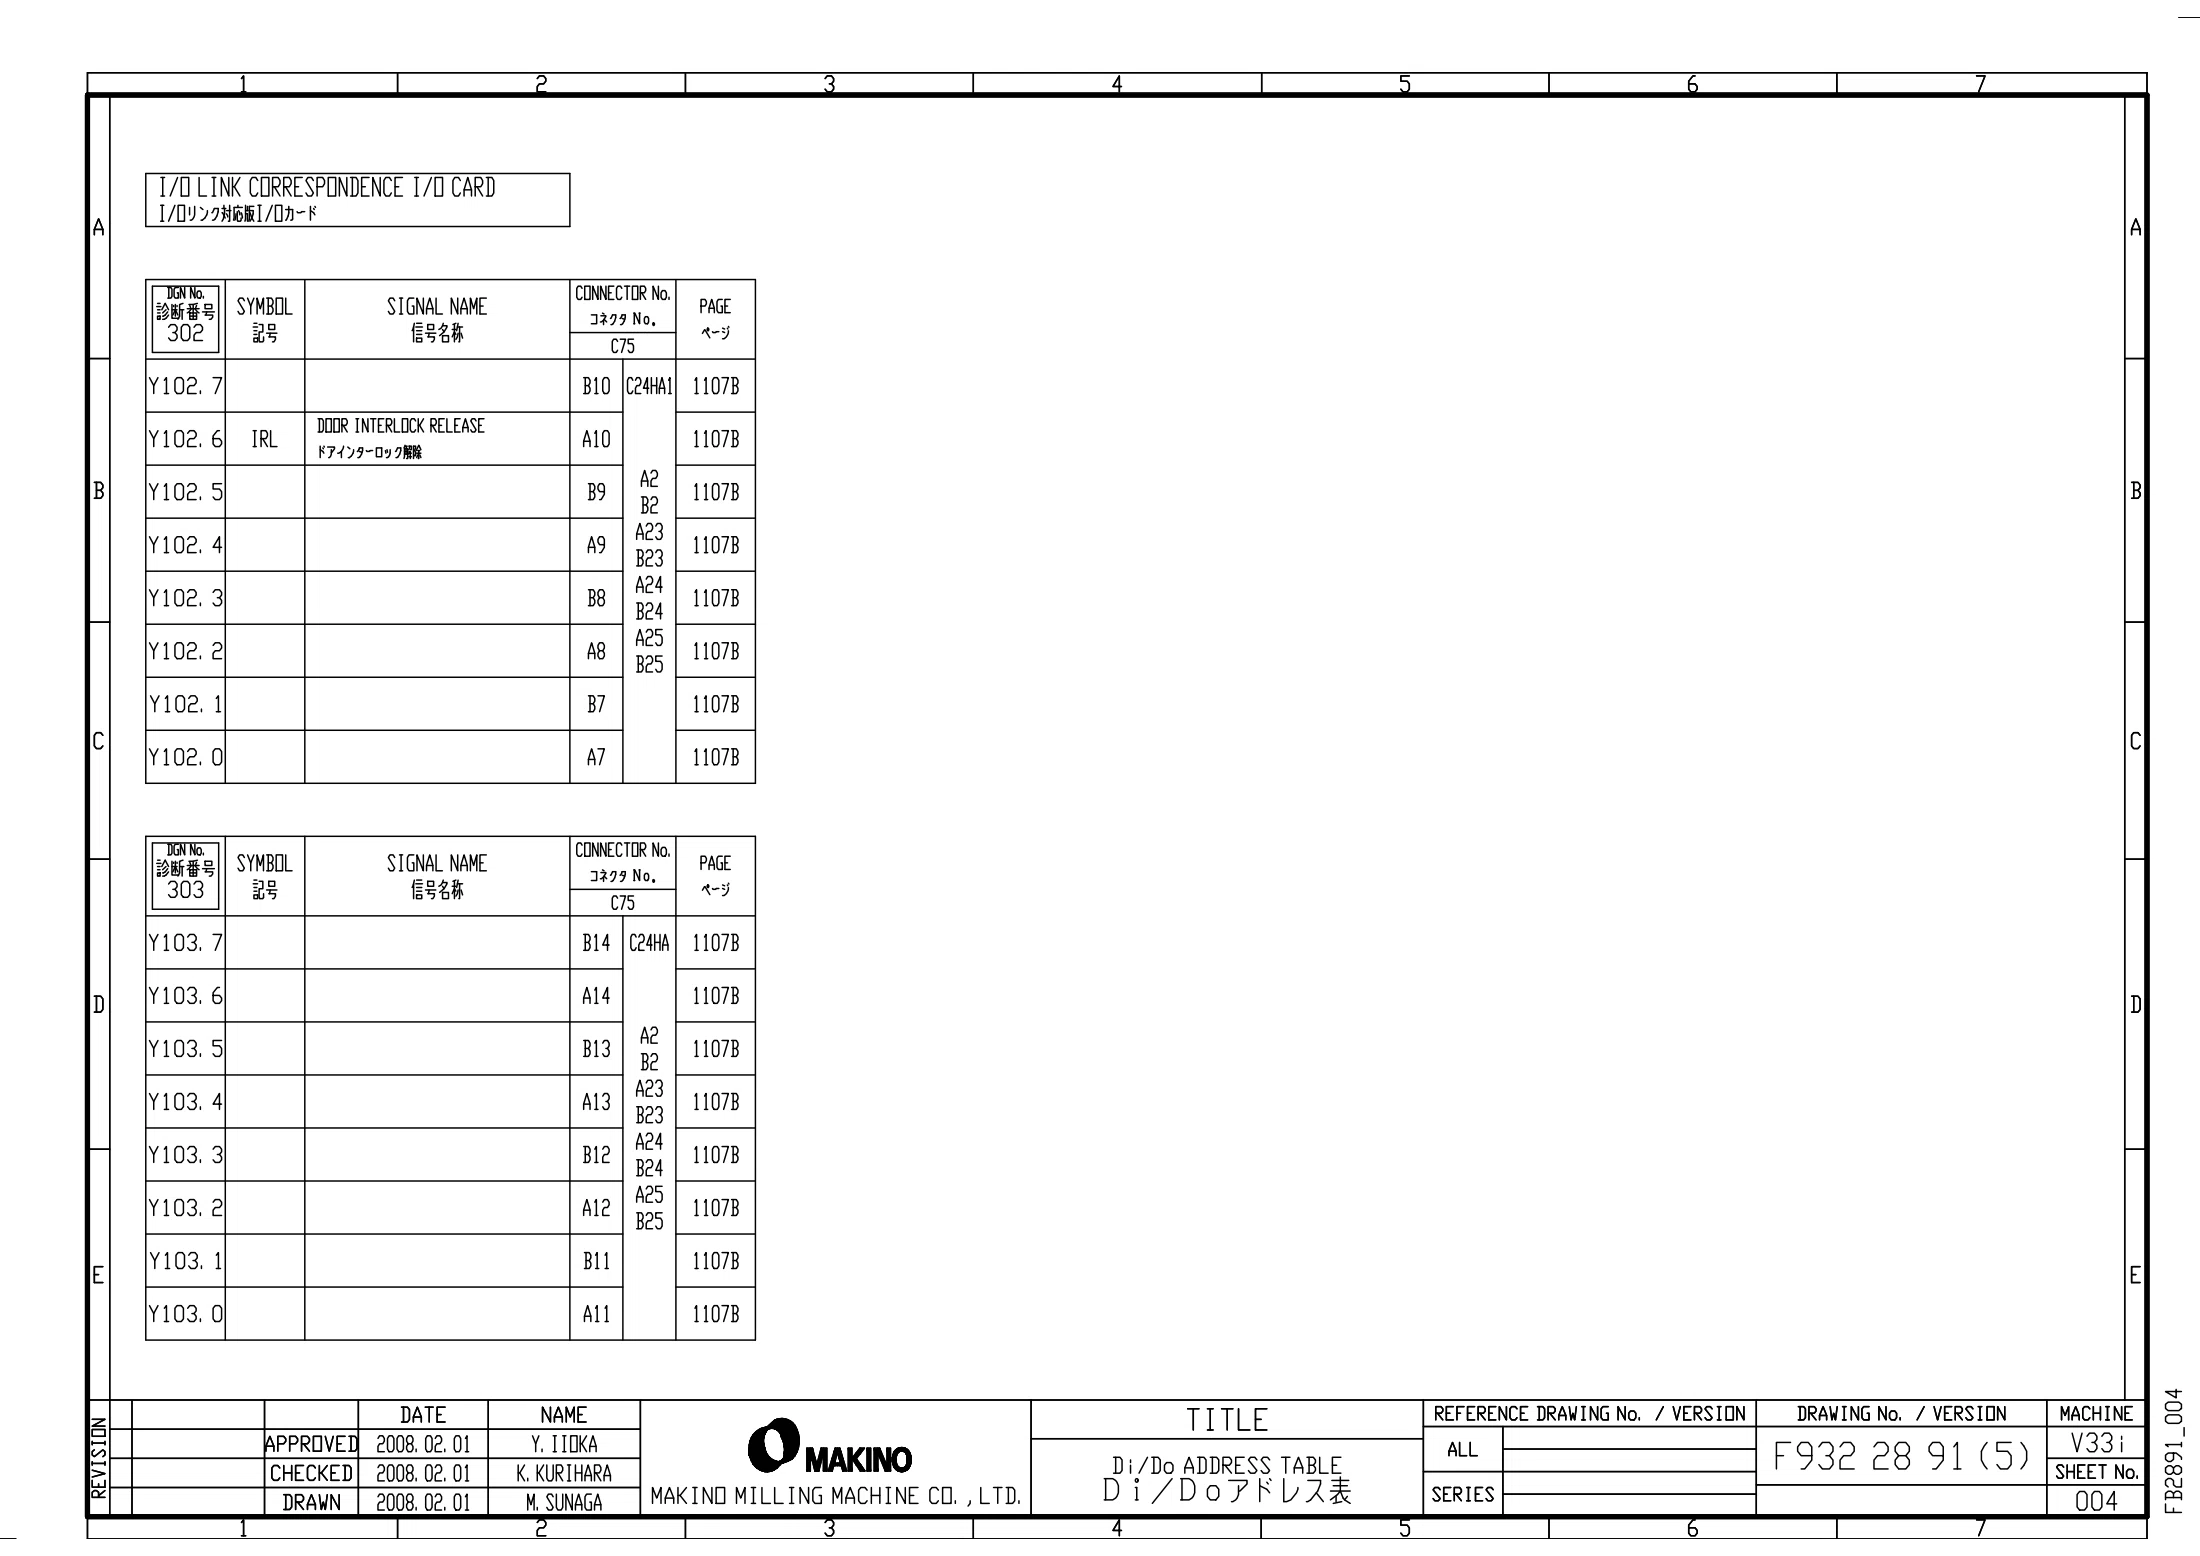 1 2 3 4 5 6 7
I/O LINK CORRESPONDENCE I/O CARD
I/Oリンク対応版I/Oカード
A A
DGN No.
診断番号
302
SYMBOL
記号
SIGNAL NAME
信号名称
CONNECTOR No.
コネクタ No.
C75
PAGE
ページ
Y102. 7 B10 C24HA1 1107B
Y102. 6 IRL DOOR INTERLOCK RELEASE A10 1107B
ドアインターロック解除
A2
B Y102. 5 B9 1107B B
B2
A23
Y102. 4 A9 1107B
B23
A24
Y102. 3 B8 1107B
B24
A25
Y102. 2 A8 1107B
B25
Y102. 1 B7 1107B
C C
Y102. 0 A7 1107B
DGN No.
診断番号
303
SYMBOL
記号
SIGNAL NAME
信号名称
CONNECTOR No.
コネクタ No.
C75
PAGE
ページ
Y103. 7 B14 C24HA 1107B
Y103. 6 A14 1107B
D D
A2
Y103. 5 B13 1107B
B2
A23
Y103. 4 A13 1107B
B23
A24
Y103. 3 B12 1107B
B24
A25
Y103. 2 A12 1107B
B25
Y103. 1 B11 1107B
E E
Y103. 0 A11 1107B
REVISION
DATE NAME
APPROVED 2008. 02. 01 Y. IIOKA
CHECKED 2008. 02. 01 K. KURIHARA
DRAWN 2008. 02. 01 M. SUNAGA
MAKINO
MAKINO MILLING MACHINE CO. , LTD.
TITLE
Di/Do ADDRESS TABLE
Di/Doアドレス表
REFERENCE DRAWING No. / VERSION
ALL
SERIES
DRAWING No. / VERSION
F932 28 91 (5)
MACHINE
V33i
SHEET No.
004
FB2891_004
1 2 3 4 5 6 7